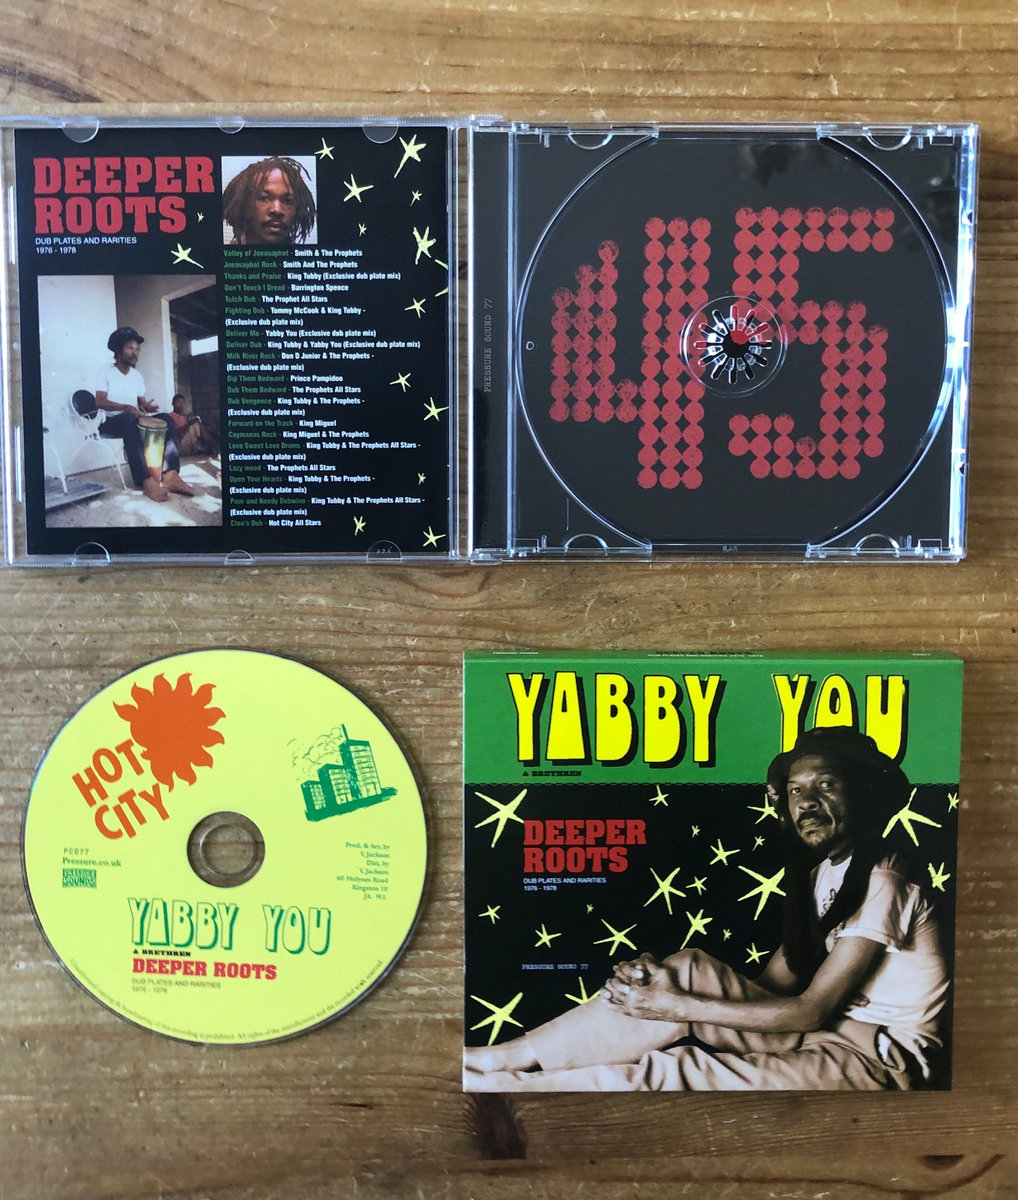 DEEPER
ROOTS
DUB PLATES AND RARITIES
1976 - 1978
Valley of Joeasaphat - Smith & The Prophets
Joeasaphat Rock - Smith And The Prophets
Thanks and Praise - King Tubby (Exclusive dub plate mix)
Don't Touch I Dread - Barrington Spence
Tutch Dub - The Prophet All Stars
Fighting Dub - Tommy McCook & King Tubby -
(Exclusive dub plate mix)
Deliver Me - Yabby You (Exclusive dub plate mix)
Deliver Dub - King Tubby & Yabby You (Exclusive dub plate mix)
Milk River Rock - Don D Junior & The Prophets -
(Exclusive dub plate mix)
Dip Them Bedward - Prince Pampidoo
Dub Them Bedward - The Prophets All Stars
Dub Vengence - King Tubby & The Prophets -
(Exclusive dub plate mix)
Forward on the Track - King Miguel
Caymanas Rock - King Miguel & The Prophets
Love Sweet Love Drums - King Tubby & The Prophets All Stars -
(Exclusive dub plate mix)
Lazy mood - The Prophets All Stars
Open Your Hearts - King Tubby & The Prophets -
(Exclusive dub plate mix)
Poor and Needy Dubwise - King Tubby & The Prophets All Stars -
(Exclusive dub plate mix)
Clen's Dub - Hot City All Stars
PRESSURE SOUND 77
45
HOT
CITY
PCD77
Pressure.co.uk
PRESSURE
SOUNDS
Prod, & Arr, by
V. Jackson
Dist, by
V. Jackson
60 Molynes Road
Kingston 10
JA. W.I.
YABBY YOU
& BRETHREN
DEEPER ROOTS
DUB PLATES AND RARITIES
1976 - 1978
YABBY YOU
& BRETHREN
DEEPER
ROOTS
DUB PLATES AND RARITIES
1976 - 1978
PRESSURE SOUND 77